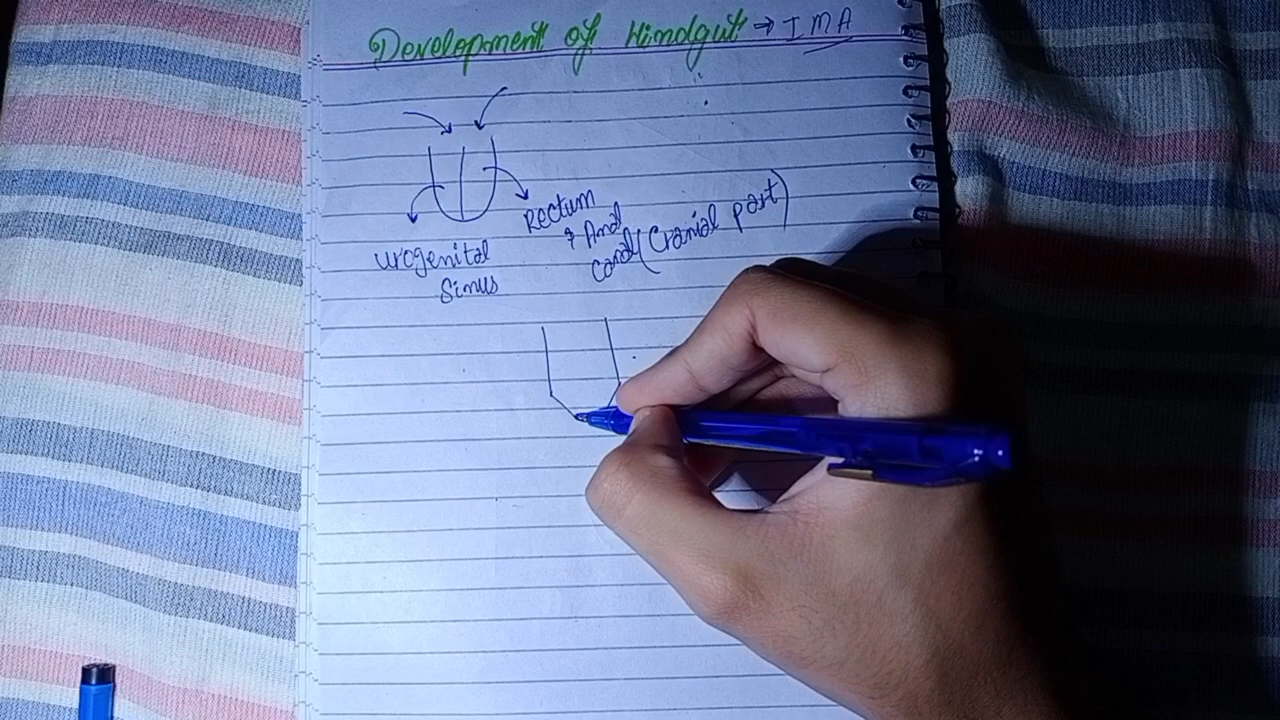 Development of Hindgut → IMA
Rectum
& Anal
Canal (Cranial part)
Urogenital
Sinus